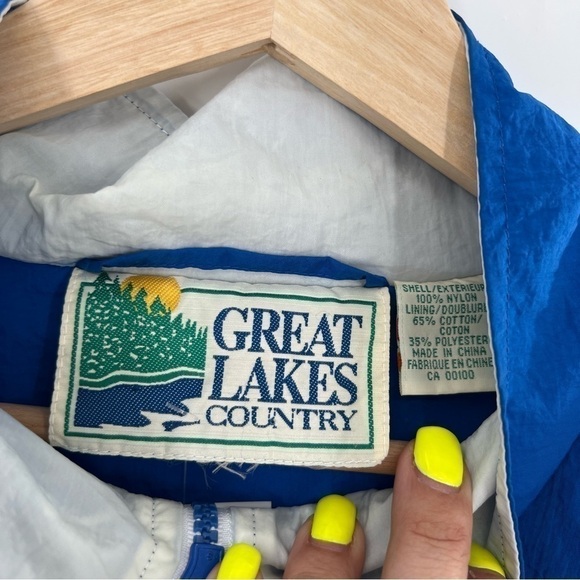 GREAT
LAKES
COUNTRY
SHELL/EXTERIEUR
100% NYLON
LINING/DOUBLURE
65% COTTON/
COTON
35% POLYESTER
MADE IN CHINA
FABRIQUE EN CHINE
CA 00100